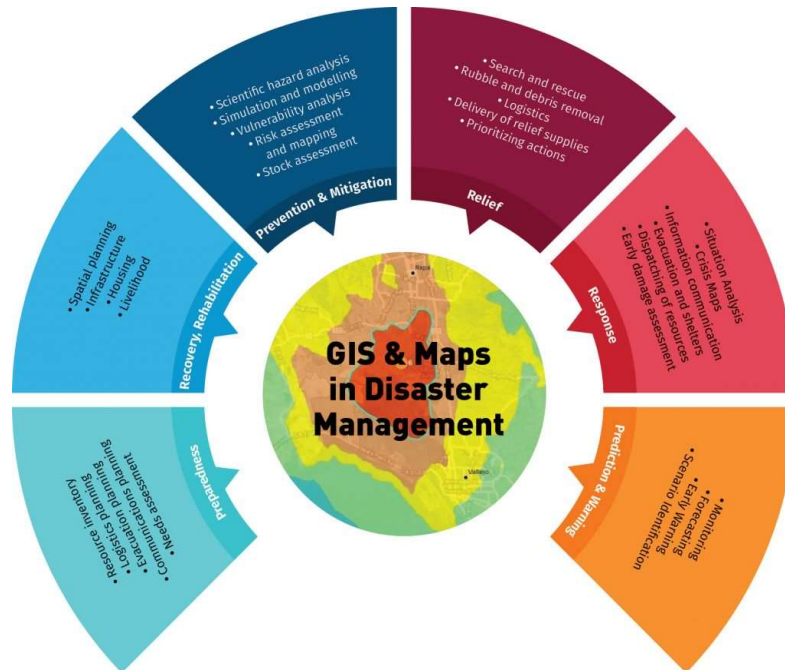 • Scientific hazard analysis
• Simulation and modelling
• Vulnerability analysis
• Risk assessment
and mapping
• Stock assessment
Prevention & Mitigation
• Search and rescue
• Rubble and debris removal
• Logistics
• Delivery of relief supplies
• Prioritizing actions
Relief
• Spatial planning
• Infrastructure
• Housing
• Livelihood
Recovery, Rehabilitation
• Situation Analysis
• Crisis Maps
• Information communication
• Evacuation and shelters
• Dispatching of resources
• Early damage assessment
Response
• Resource inventory
• Logistics planning
• Evacuation planning
• Communications planning
• Needs assessment
Preparedness
• Monitoring
• Forecasting
• Early Warning
• Scenario Identification
Prediction & Warning
GIS & Maps
in Disaster
Management
Vallejo